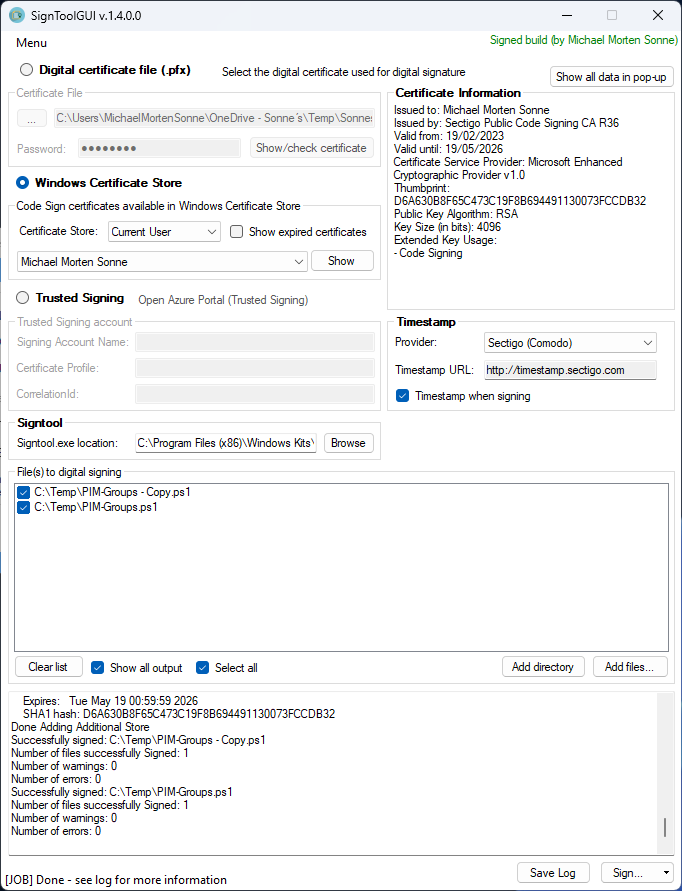 SignToolGUI v.1.4.0.0
Menu
Signed build (by Michael Morten Sonne)
Digital certificate file (.pfx)
Select the digital certificate used for digital signature
Show all data in pop-up
Certificate File
...
C:\Users\MichaelMortenSonne\OneDrive - Sonne´s\Temp\Sonnes
Password:
●●●●●●●●
Show/check certificate
Certificate Information
Issued to: Michael Morten Sonne
Issued by: Sectigo Public Code Signing CA R36
Valid from: 19/02/2023
Valid until: 19/05/2026
Certificate Service Provider: Microsoft Enhanced
Cryptographic Provider v1.0
Thumbprint:
D6A630B8F65C473C19F8B694491130073FCCDB32
Public Key Algorithm: RSA
Key Size (in bits): 4096
Extended Key Usage:
- Code Signing
Windows Certificate Store
Code Sign certificates available in Windows Certificate Store
Certificate Store:
Current User
Show expired certificates
Michael Morten Sonne
Show
Trusted Signing
Open Azure Portal (Trusted Signing)
Trusted Signing account
Signing Account Name:
Certificate Profile:
CorrelationId:
Timestamp
Provider:
Sectigo (Comodo)
Timestamp URL:
http://timestamp.sectigo.com
Timestamp when signing
Signtool
Signtool.exe location:
C:\Program Files (x86)\Windows Kits\
Browse
File(s) to digital signing
C:\Temp\PIM-Groups - Copy.ps1
C:\Temp\PIM-Groups.ps1
Clear list
Show all output
Select all
Add directory
Add files...
Expires: Tue May 19 00:59:59 2026
SHA1 hash: D6A630B8F65C473C19F8B694491130073FCCDB32
Done Adding Additional Store
Successfully signed: C:\Temp\PIM-Groups - Copy.ps1
Number of files successfully Signed: 1
Number of warnings: 0
Number of errors: 0
Successfully signed: C:\Temp\PIM-Groups.ps1
Number of files successfully Signed: 1
Number of warnings: 0
Number of errors: 0
[JOB] Done - see log for more information
Save Log
Sign...